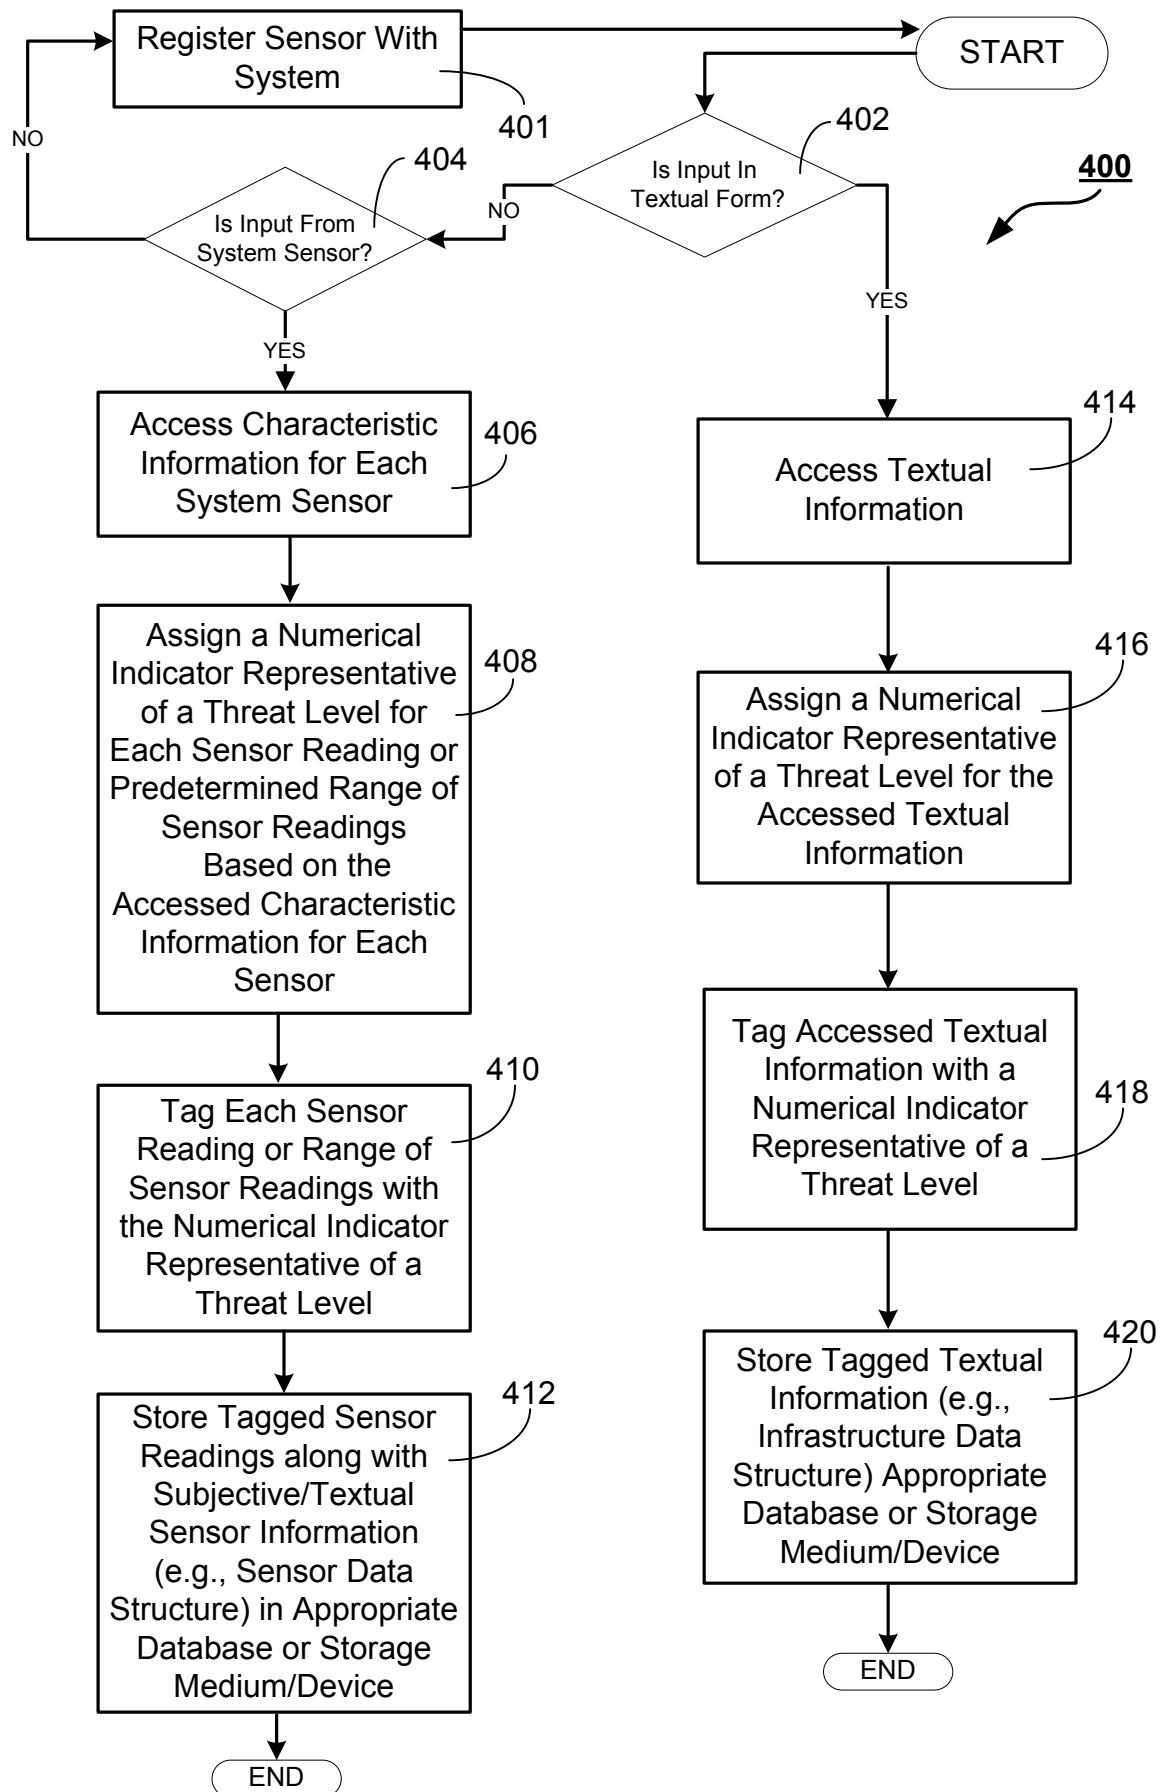 Register Sensor With
System
401
START
402
Is Input In
Textual Form?
400
NO
404
Is Input From
System Sensor?
NO
YES
YES
Access Characteristic
Information for Each
System Sensor
406
Assign a Numerical
Indicator Representative
of a Threat Level for
Each Sensor Reading or
Predetermined Range of
Sensor Readings
Based on the
Accessed Characteristic
Information for Each
Sensor
408
Tag Each Sensor
Reading or Range of
Sensor Readings with
the Numerical Indicator
Representative of a
Threat Level
410
Store Tagged Sensor
Readings along with
Subjective/Textual
Sensor Information
(e.g., Sensor Data
Structure) in Appropriate
Database or Storage
Medium/Device
412
END
Access Textual
Information
414
Assign a Numerical
Indicator Representative
of a Threat Level for the
Accessed Textual
Information
416
Tag Accessed Textual
Information with a
Numerical Indicator
Representative of a
Threat Level
418
Store Tagged Textual
Information (e.g.,
Infrastructure Data
Structure) Appropriate
Database or Storage
Medium/Device
420
END